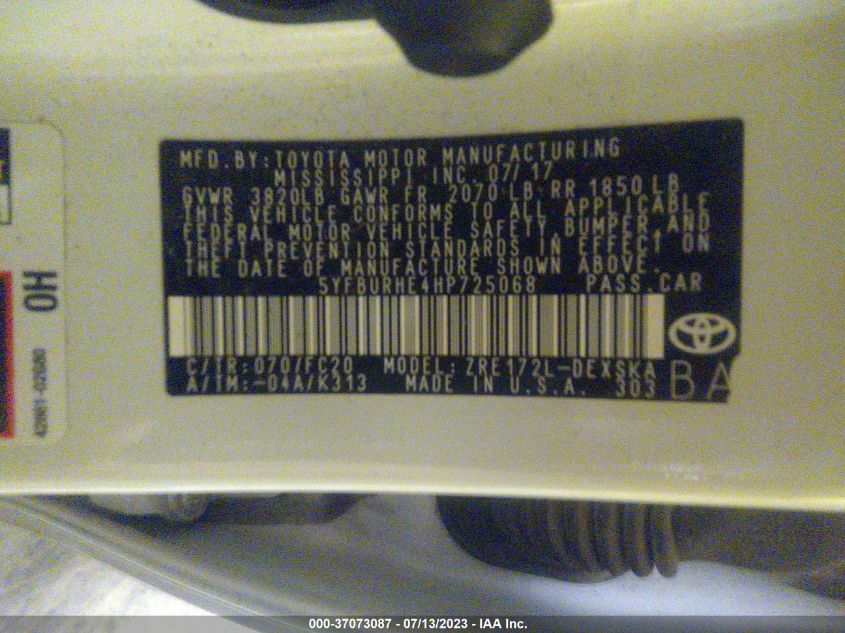 MFD. BY: TOYOTA MOTOR MANUFACTURING
MISSISSIPPI INC. 07/17
GVWR 3820LB GAWR FR 2070 LB RR 1850 LB
THIS VEHICLE CONFORMS TO ALL APPLICABLE
FEDERAL MOTOR VEHICLE SAFETY, BUMPER, AND
THEFT PREVENTION STANDARDS IN EFFECT ON
THE DATE OF MANUFACTURE SHOWN ABOVE.
5YFBURHE4HP725068 PASS. CAR
C/TR: 070/FC20 MODEL: ZRE172L-DEXSKA
A/TM: -04A/K313 MADE IN U.S.A. 303
BA
HO
000-37073087 - 07/13/2023 - IAA Inc.